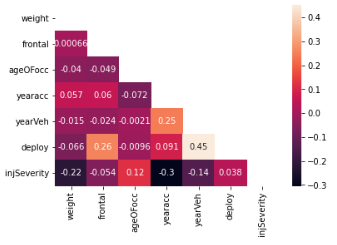 weight
frontal 0.00066
ageOFocc -0.04 -0.049
yearacc 0.057 0.06 -0.072
yearVeh -0.015 -0.024 -0.0021 0.25
deploy -0.066 0.26 -0.0096 0.091 0.45
injSeverity -0.22 -0.054 0.12 -0.3 -0.14 0.038
weight frontal ageOFocc yearacc yearVeh deploy injSeverity
0.4
0.3
0.2
0.1
0.0
-0.1
-0.2
-0.3